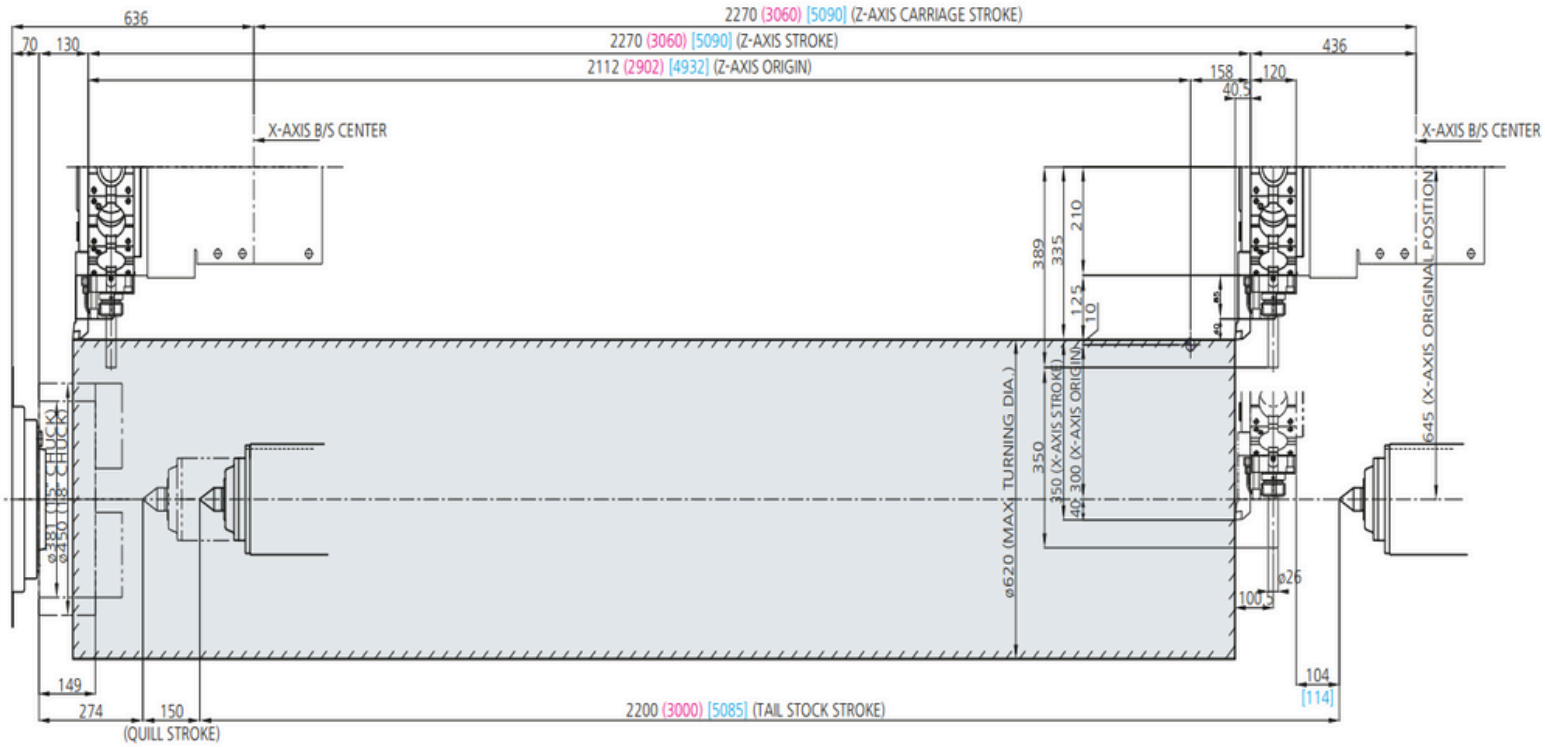 636
2270 (3060) [5090] (Z-AXIS CARRIAGE STROKE)
70
130
2270 (3060) [5090] (Z-AXIS STROKE)
436
2112 (2902) [4932] (Z-AXIS ORIGIN)
158
120
40.5
X-AXIS B/S CENTER
X-AXIS B/S CENTER
210
335
389
125
10
85
40
645 (X-AXIS ORIGINAL POSITION)
ø381 (15" CHUCK)
ø450 (18" CHUCK)
ø620 (MAX. TURNING DIA.)
350
350 (X-AXIS STROKE)
40 300 (X-AXIS ORIGIN)
ø26
100.5
149
104
[114]
274
150
2200 (3000) [5085] (TAIL STOCK STROKE)
(QUILL STROKE)